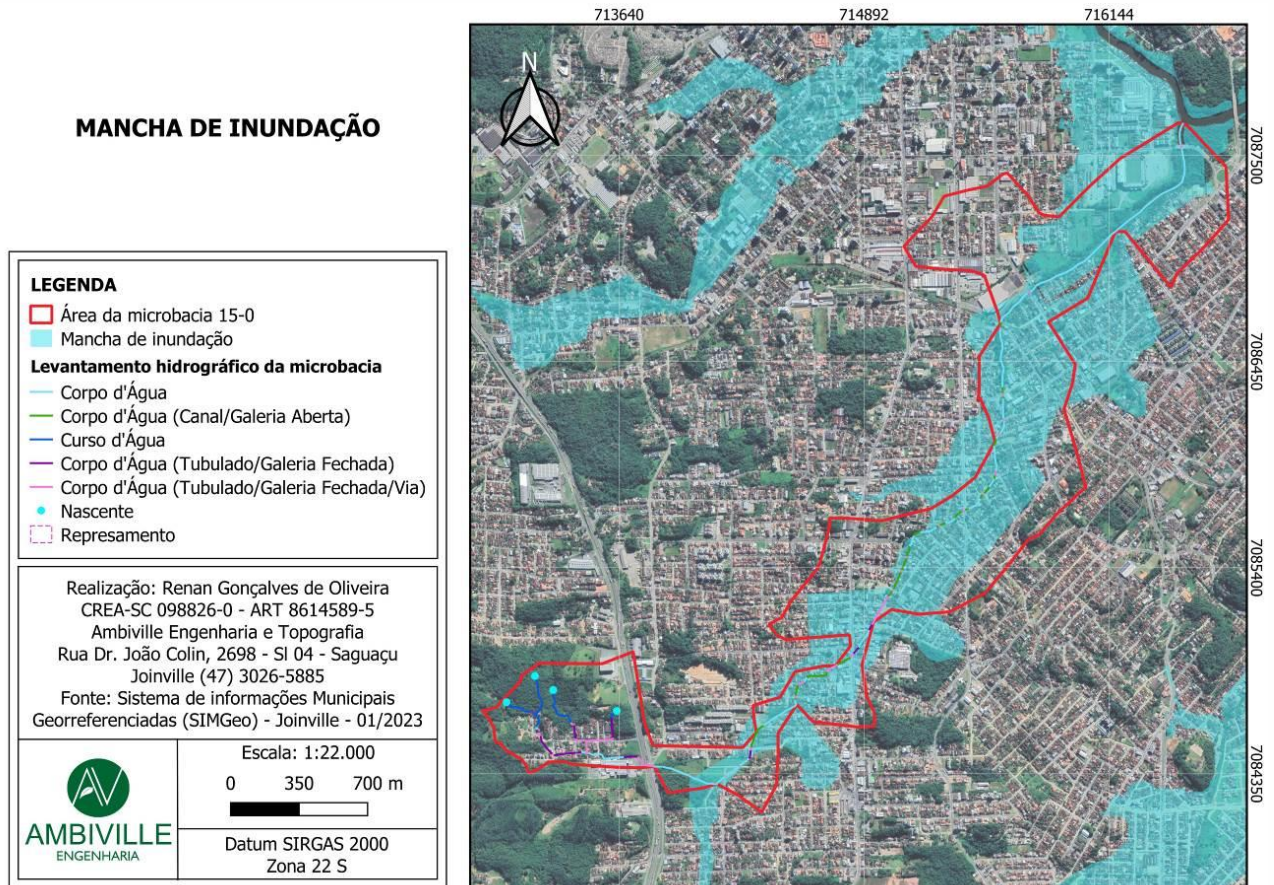 MANCHA DE INUNDAÇÃO
713640
714892
716144
N
7087500
7086450
7085400
7084350
LEGENDA
Área da microbacia 15-0
Mancha de inundação
Levantamento hidrográfico da microbacia
Corpo d'Água
Corpo d'Água (Canal/Galeria Aberta)
Curso d'Água
Corpo d'Água (Tubulado/Galeria Fechada)
Corpo d'Água (Tubulado/Galeria Fechada/Via)
Nascente
Represamento
Realização: Renan Gonçalves de Oliveira
CREA-SC 098826-0 - ART 8614589-5
Ambiville Engenharia e Topografia
Rua Dr. João Colin, 2698 - Sl 04 - Saguaçu
Joinville (47) 3026-5885
Fonte: Sistema de informações Municipais
Georreferenciadas (SIMGeo) - Joinville - 01/2023
AV
AMBIVILLE
ENGENHARIA
Escala: 1:22.000
0 350 700 m
Datum SIRGAS 2000
Zona 22 S